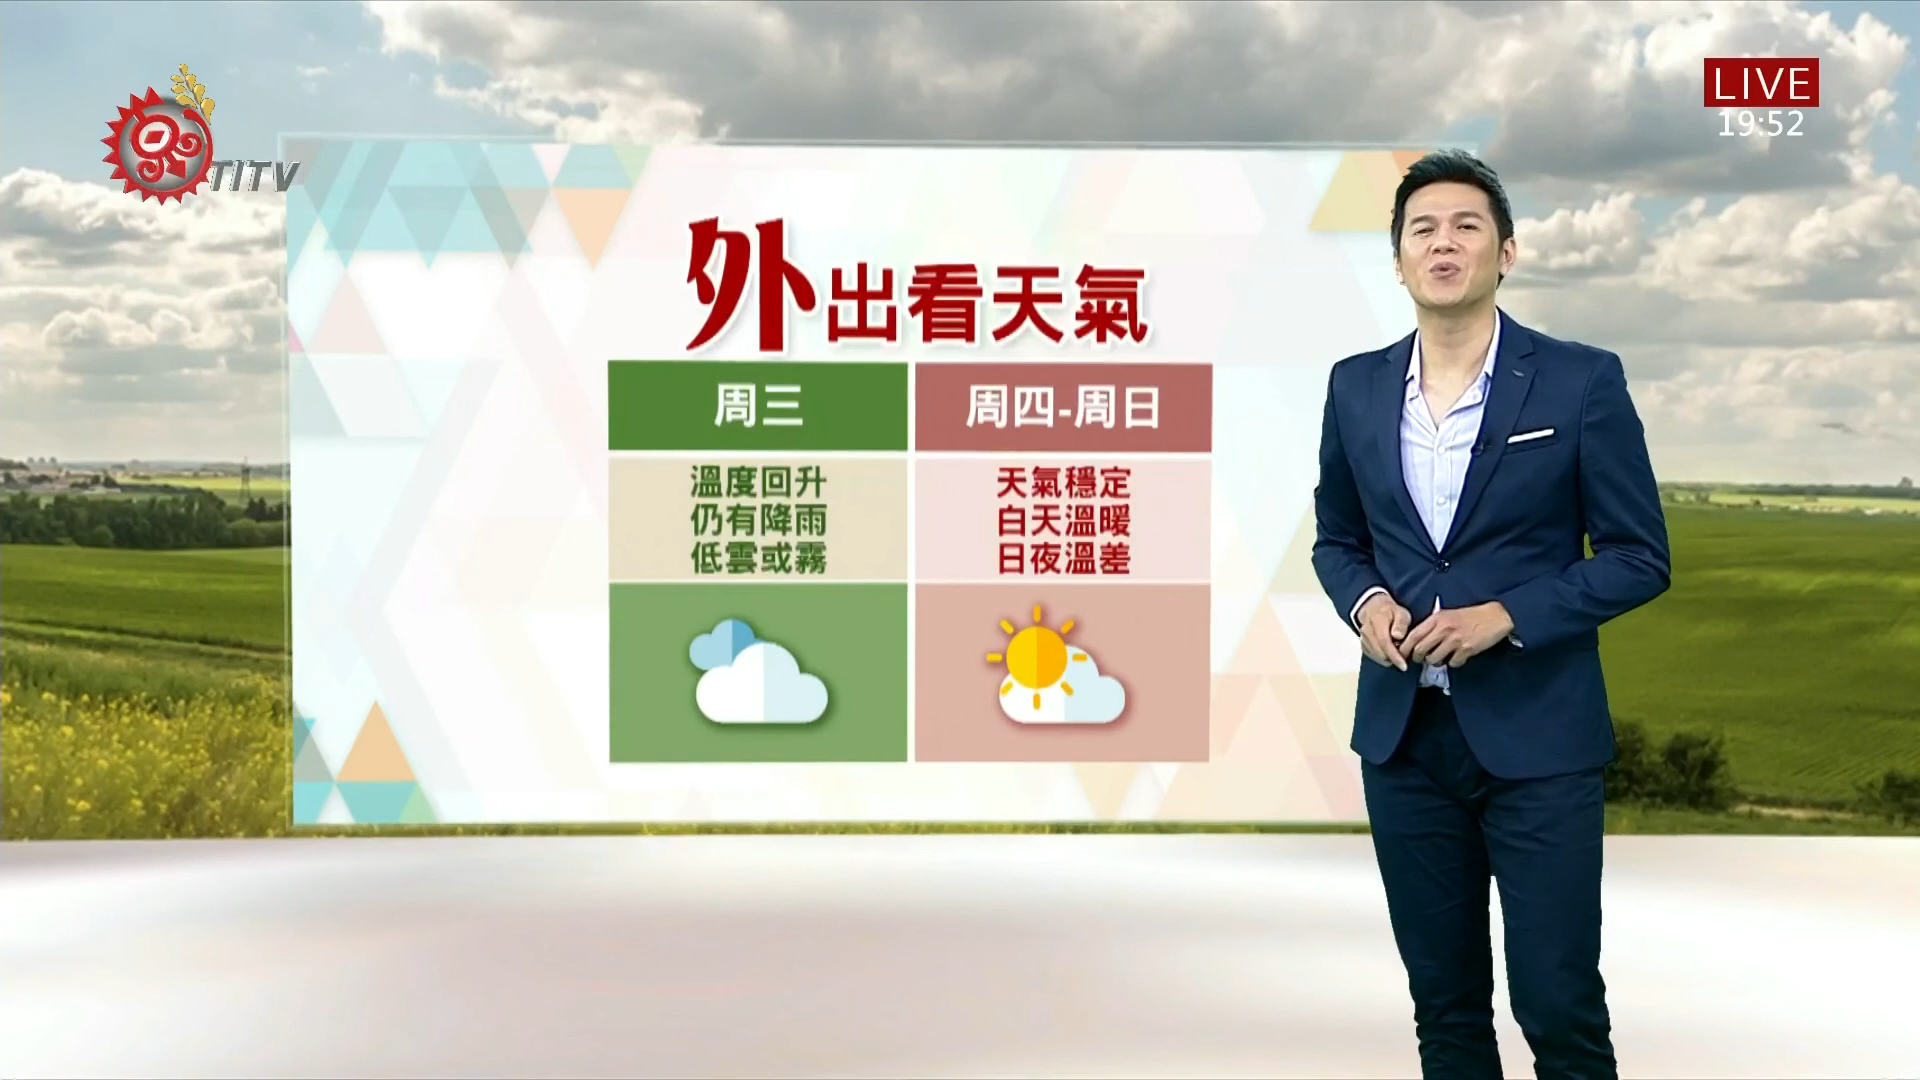 LIVE
19:52
TITV
外出看天氣
周三
周四-周日
溫度回升
仍有降雨
低雲或霧
天氣穩定
白天溫暖
日夜溫差